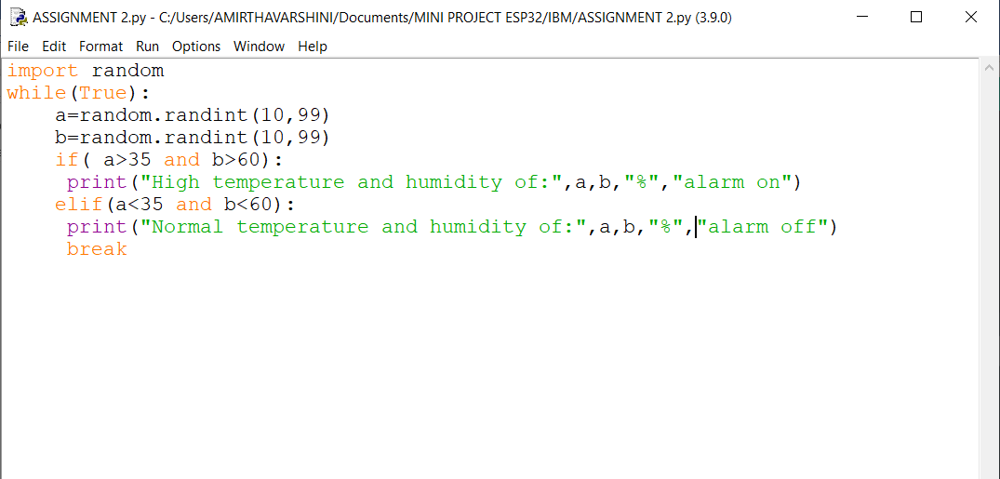 ASSIGNMENT 2.py - C:/Users/AMIRTHAVARSHINI/Documents/MINI PROJECT ESP32/IBM/ASSIGNMENT 2.py (3.9.0)
File Edit Format Run Options Window Help
import random
while(True):
    a=random.randint(10,99)
    b=random.randint(10,99)
    if( a>35 and b>60):
     print("High temperature and humidity of:",a,b,"%","alarm on")
    elif(a<35 and b<60):
     print("Normal temperature and humidity of:",a,b,"%","alarm off")
     break